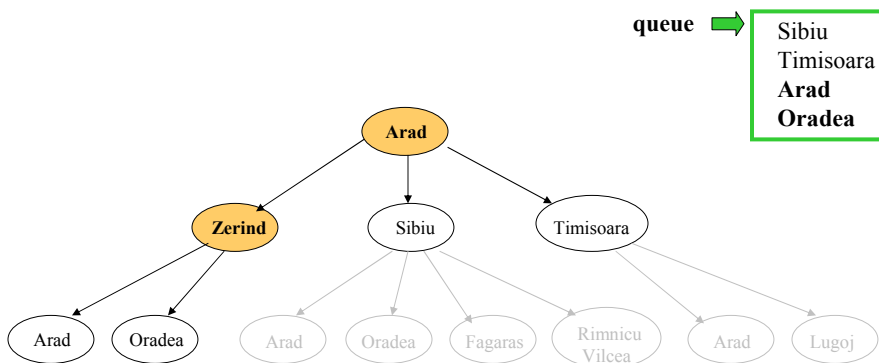 queue
Sibiu
Timisoara
Arad
Oradea
Arad
Zerind
Sibiu
Timisoara
Arad
Oradea
Arad
Oradea
Fagaras
Rimnicu
Vilcea
Arad
Lugoj